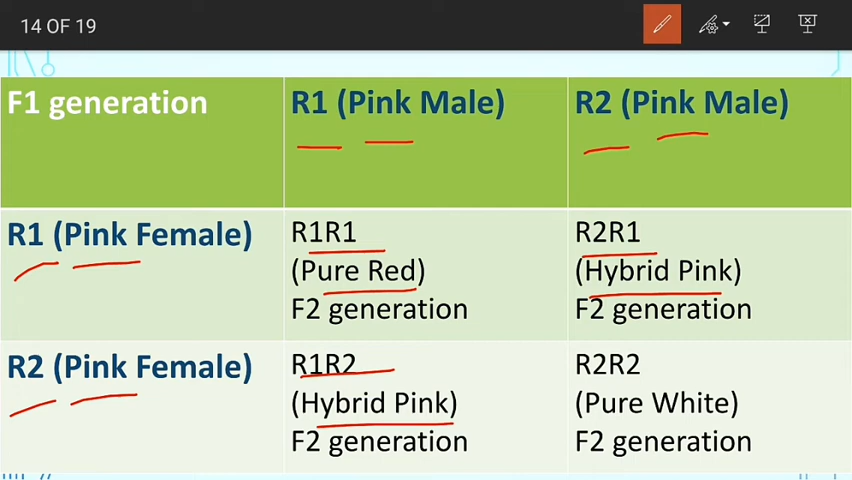 14 OF 19
F1 generation
R1 (Pink Male)
R2 (Pink Male)
R1 (Pink Female)
R1R1
(Pure Red)
F2 generation
R2R1
(Hybrid Pink)
F2 generation
R2 (Pink Female)
R1R2
(Hybrid Pink)
F2 generation
R2R2
(Pure White)
F2 generation